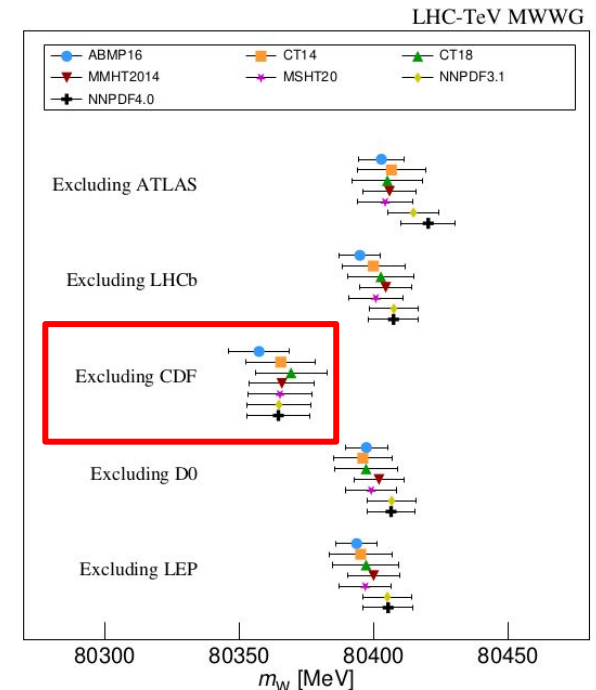 LHC-TeV MWWG
ABMP16 CT14 CT18
MMHT2014 MSHT20 NNPDF3.1
NNPDF4.0
Excluding ATLAS
Excluding LHCb
Excluding CDF
Excluding D0
Excluding LEP
80300 80350 80400 80450
mW [MeV]